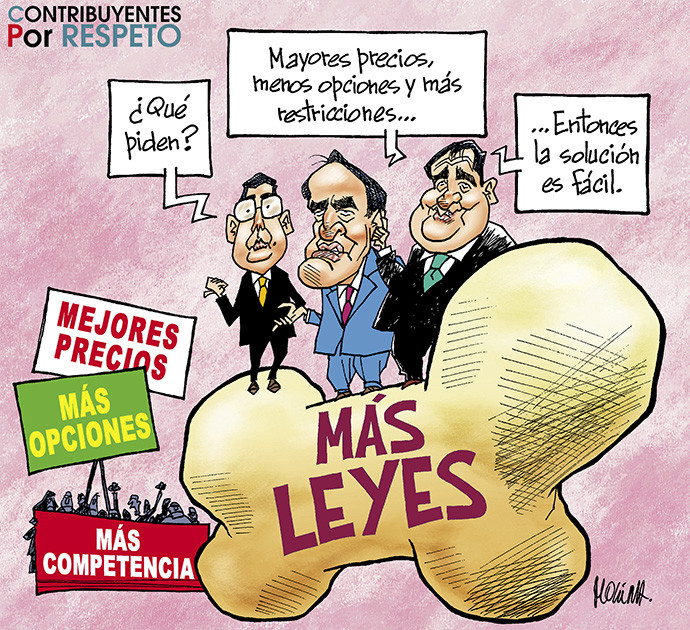 CONTRIBUYENTES
Por RESPETO
¿Qué
piden?
Mayores precios,
menos opciones y más
restricciones...
...Entonces
la solución
es fácil.
MEJORES
PRECIOS
MÁS
OPCIONES
MÁS
COMPETENCIA
MÁS
LEYES
MOLINA.